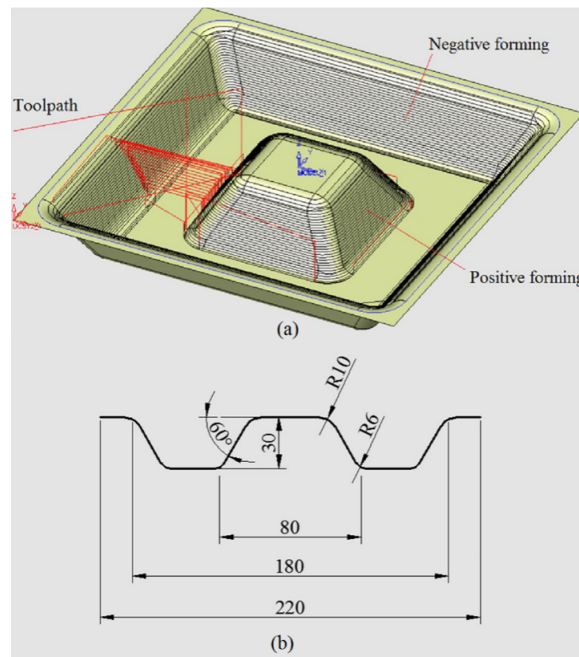 Negative forming
Toolpath
Positive forming
(a)
R10
R6
60°
30
80
180
220
(b)